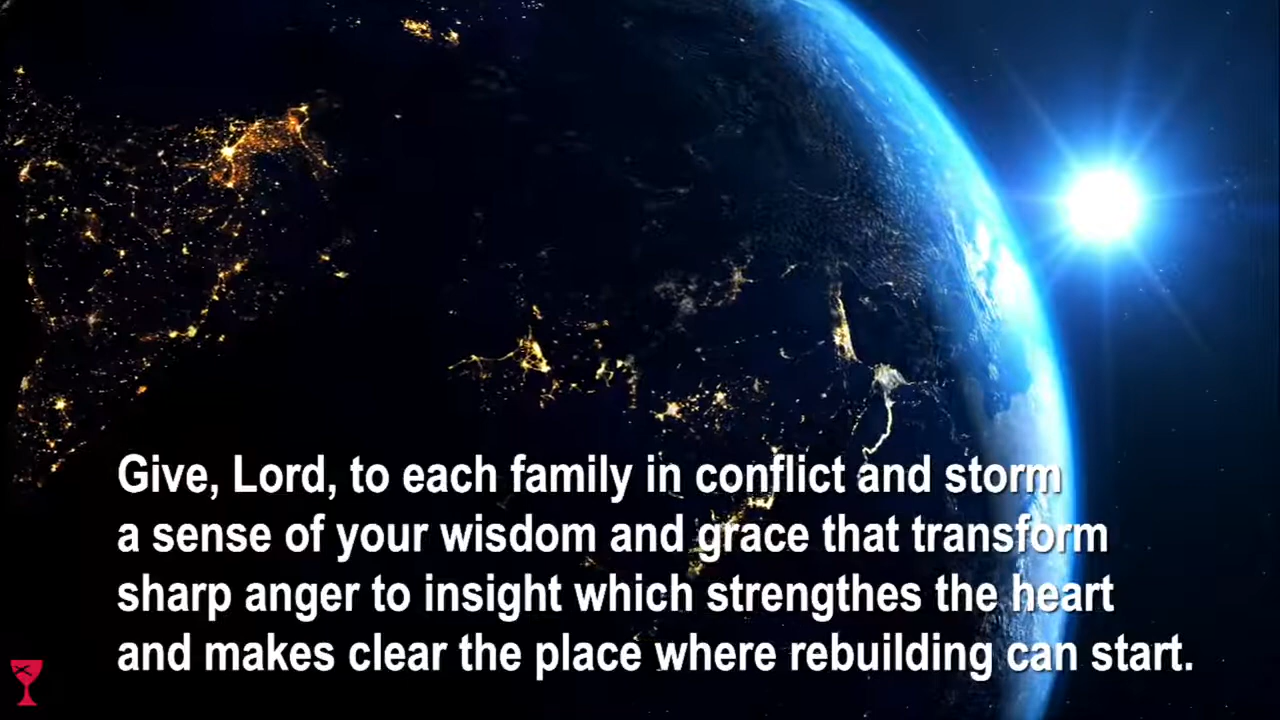 Give, Lord, to each family in conflict and storm
a sense of your wisdom and grace that transform
sharp anger to insight which strengthes the heart
and makes clear the place where rebuilding can start.